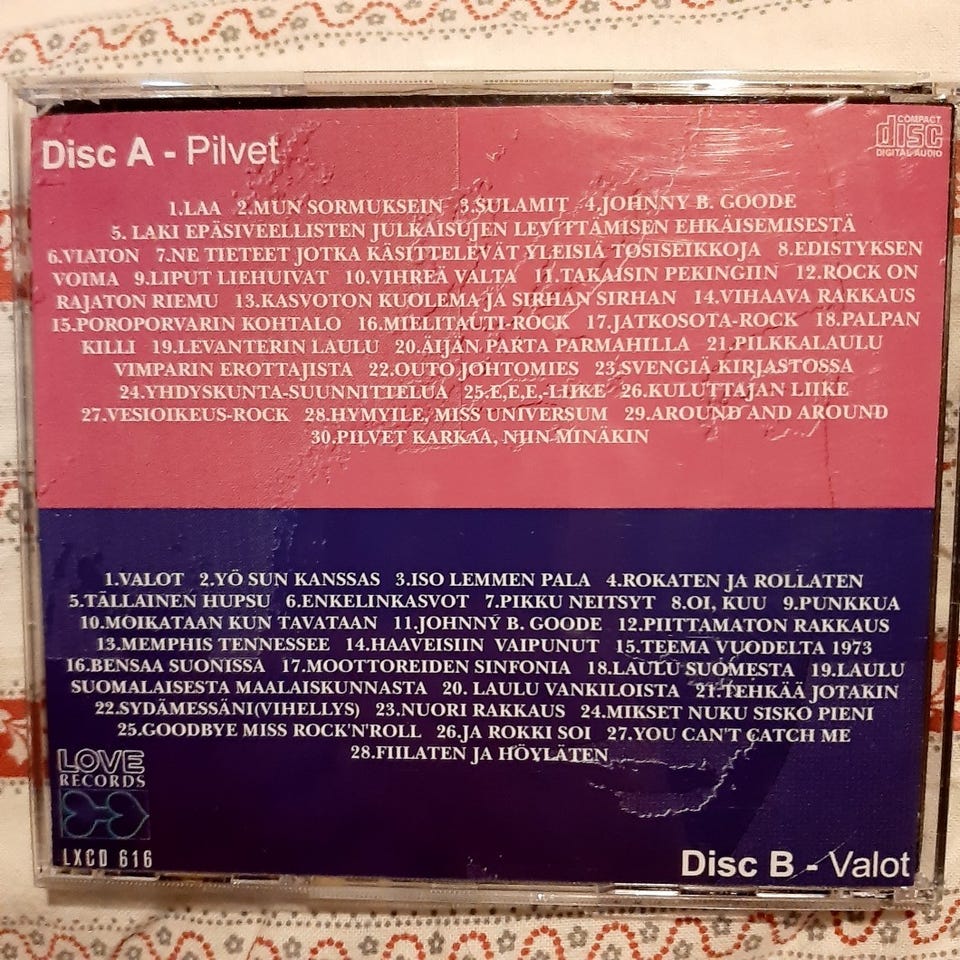 Disc A - Pilvet
COMPACT
disc
DIGITAL AUDIO
1.LAA 2.MUN SORMUKSEIN 3.SULAMIT 4.JOHNNY B. GOODE
5. LAKI EPÄSIVEELLISTEN JULKAISUJEN LEVITTÄMISEN EHKÄISEMISESTÄ
6.VIATON 7.NE TIETEET JOTKA KÄSITTELEVÄT YLEISIÄ TOSISEIKKOJA 8.EDISTYKSEN
VOIMA 9.LIPUT LIEHUIVAT 10.VIHREÄ VALTA 11.TAKAISIN PEKINGIIN 12.ROCK ON
RAJATON RIEMU 13.KASVOTON KUOLEMA JA SIRHAN SIRHAN 14.VIHAAVA RAKKAUS
15.POROPORVARIN KOHTALO 16.MIELITAUTI-ROCK 17.JATKOSOTA-ROCK 18.PALPAN
KILLI 19.LEVANTERIN LAULU 20.ÄIJÄN PARTA PARMAHILLA 21.PILKKALAULU
VIMPARIN EROTTAJISTA 22.OUTO JOHTOMIES 23.SVENGIÄ KIRJASTOSSA
24.YHDYSKUNTA-SUUNNITTELUA 25.E,E,E,-LIIKE 26.KULUTTAJAN LIIKE
27.VESIOIKEUS-ROCK 28.HYMYILE, MISS UNIVERSUM 29.AROUND AND AROUND
30.PILVET KARKAA, NIIN MINÄKIN
1.VALOT 2.YÖ SUN KANSSAS 3.ISO LEMMEN PALA 4.ROKATEN JA ROLLATEN
5.TÄLLAINEN HUPSU 6.ENKELINKASVOT 7.PIKKU NEITSYT 8.OI, KUU 9.PUNKKUA
10.MOIKATAAN KUN TAVATAAN 11.JOHNNY B. GOODE 12.PIITTAMATON RAKKAUS
13.MEMPHIS TENNESSEE 14.HAAVEISIIN VAIPUNUT 15.TEEMA VUODELTA 1973
16.BENSAA SUONISSA 17.MOOTTOREIDEN SINFONIA 18.LAULU SUOMESTA 19.LAULU
SUOMALAISESTA MAALAISKUNNASTA 20. LAULU VANKILOISTA 21.TEHKÄÄ JOTAKIN
22.SYDÄMESSÄNI(VIHELLYS) 23.NUORI RAKKAUS 24.MIKSET NUKU SISKO PIENI
25.GOODBYE MISS ROCK'N'ROLL 26.JA ROKKI SOI 27.YOU CAN'T CATCH ME
28.FIILATEN JA HÖYLÄTEN
LOVE
RECORDS
LXCD 616
Disc B - Valot